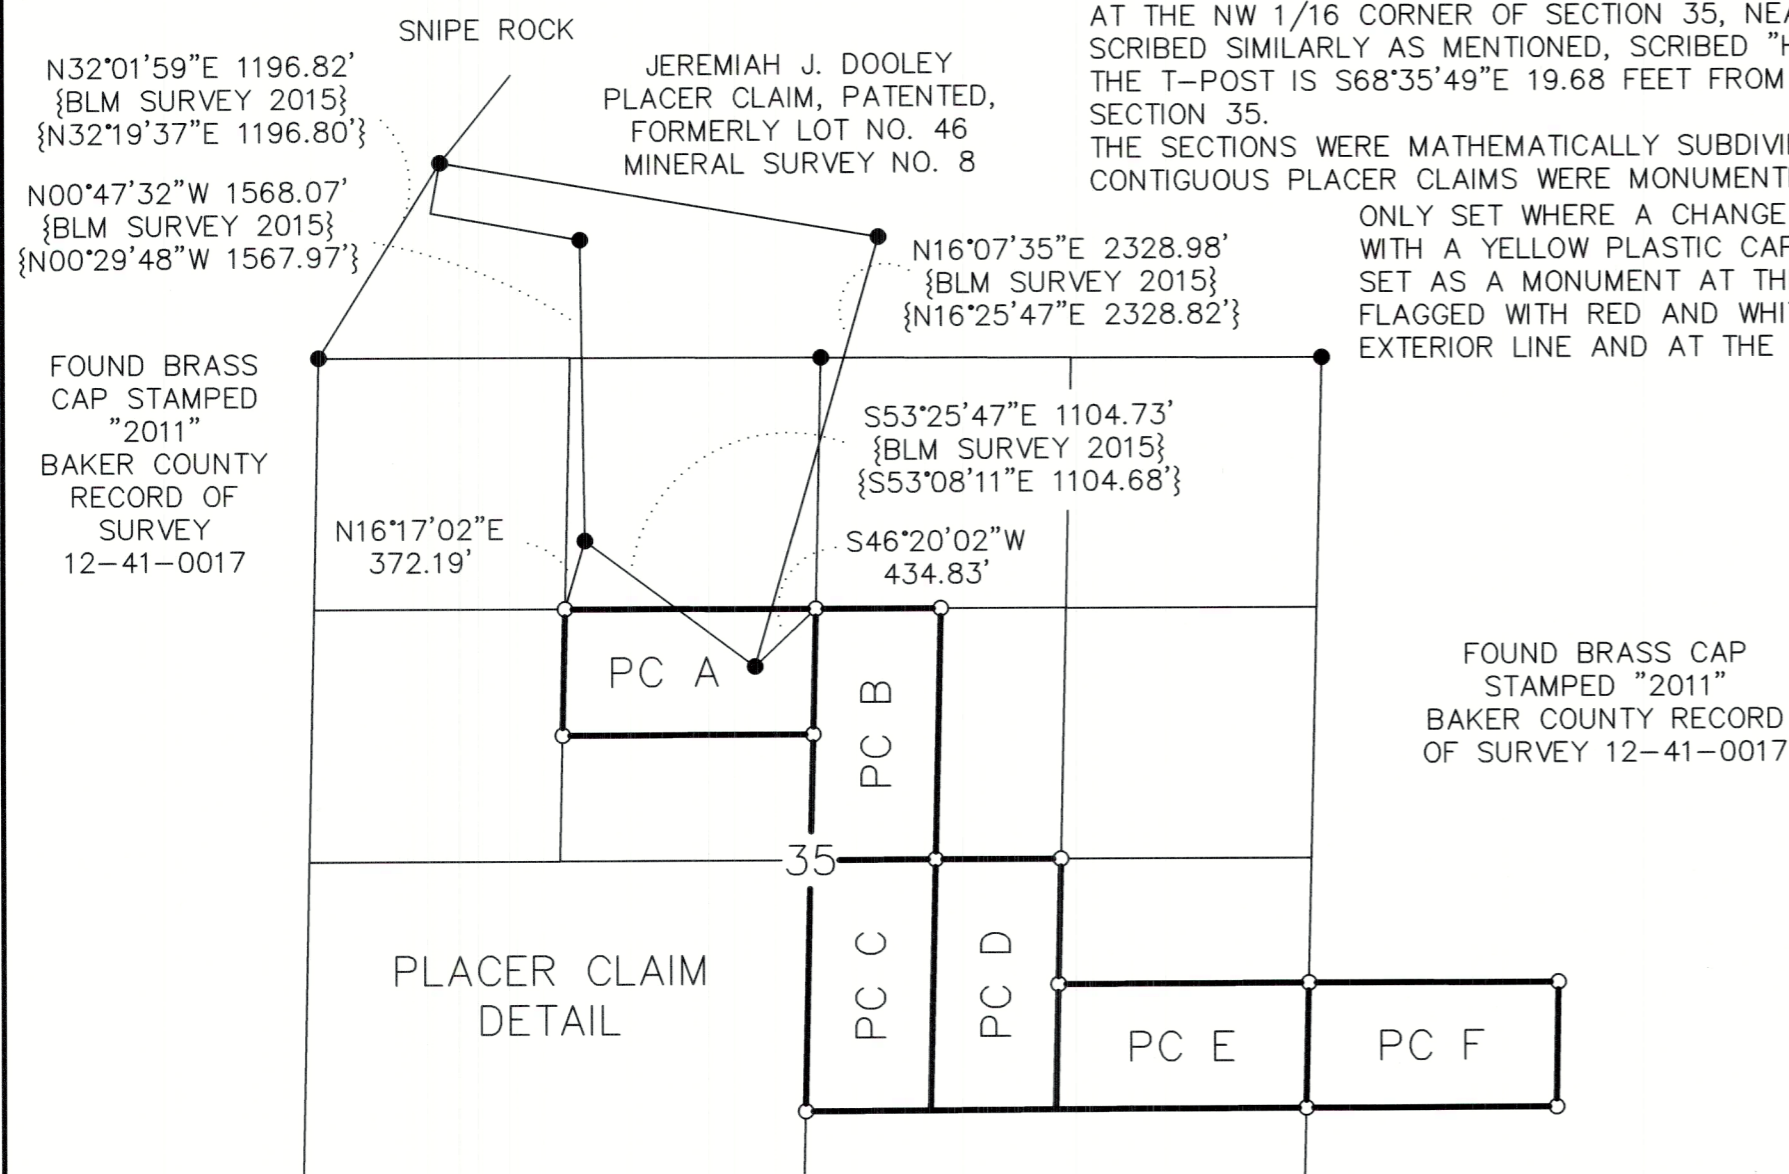 SNIPE ROCK
N32°01'59"E 1196.82'
{BLM SURVEY 2015}
{N32°19'37"E 1196.80'}
N00°47'32"W 1568.07'
{BLM SURVEY 2015}
{N00°29'48"W 1567.97'}
JEREMIAH J. DOOLEY
PLACER CLAIM, PATENTED,
FORMERLY LOT NO. 46
MINERAL SURVEY NO. 8
AT THE NW 1/16 CORNER OF SECTION 35,
SCRIBED SIMILARLY AS MENTIONED, SCRIBED
THE T-POST IS S68°35'49"E 19.68 FEET FROM
SECTION 35.
THE SECTIONS WERE MATHEMATICALLY
CONTIGUOUS PLACER CLAIMS WERE
ONLY SET WHERE A CHANGE
WITH A YELLOW PLASTIC
SET AS A MONUMENT AT
FLAGGED WITH RED AND
EXTERIOR LINE AND AT THE
N16°07'35"E 2328.98'
{BLM SURVEY 2015}
{N16°25'47"E 2328.82'}
FOUND BRASS
CAP STAMPED
"2011"
BAKER COUNTY
RECORD OF
SURVEY
12-41-0017
S53°25'47"E 1104.73'
{BLM SURVEY 2015}
{S53°08'11"E 1104.68'}
N16°17'02"E
372.19'
S46°20'02"W
434.83'
FOUND BRASS CAP
STAMPED "2011"
BAKER COUNTY RECORD
OF SURVEY 12-41-0017
PC A
PC B
35
PC C
PC D
PC E
PC F
PLACER CLAIM
DETAIL